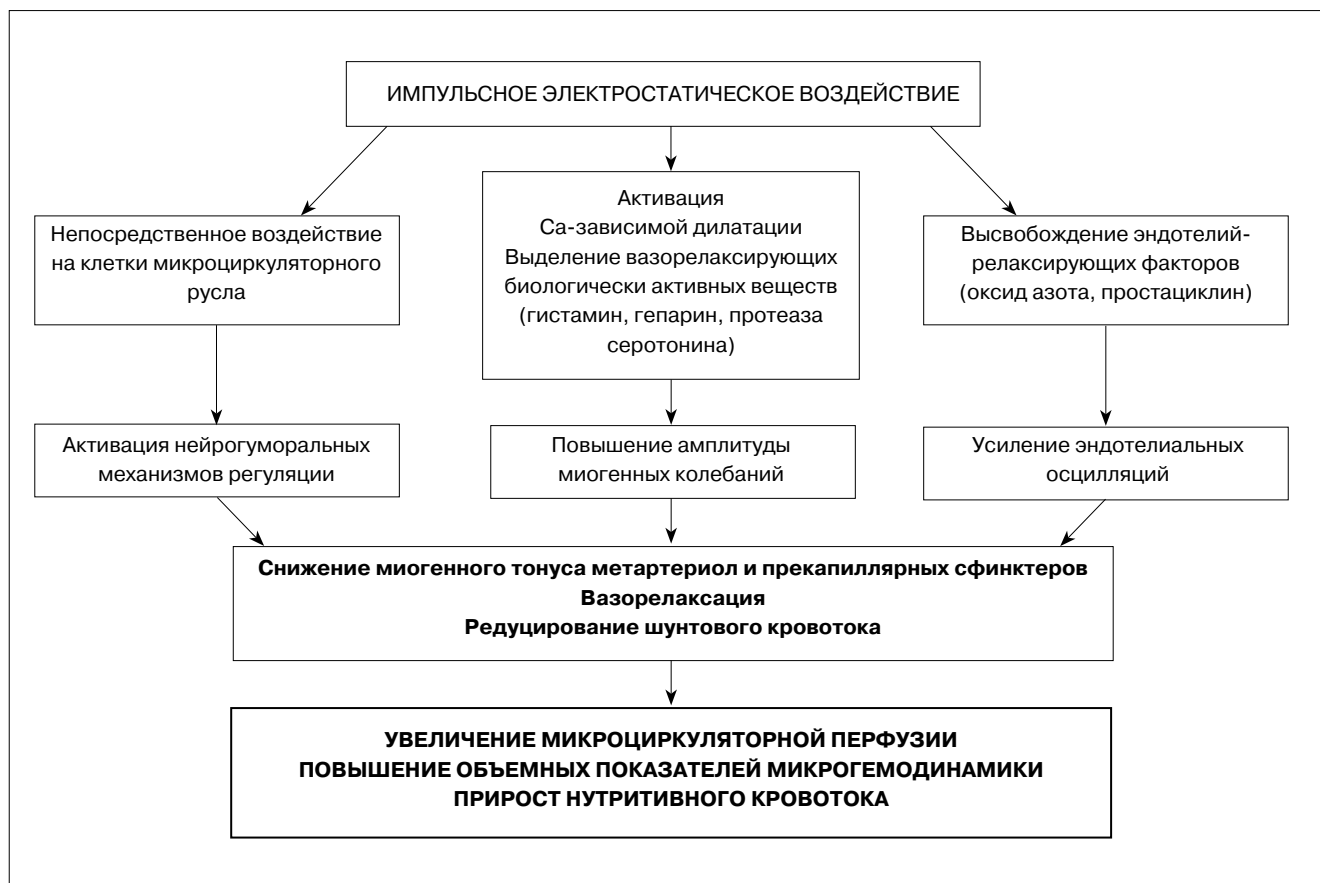 ИМПУЛЬСНОЕ ЭЛЕКТРОСТАТИЧЕСКОЕ ВОЗДЕЙСТВИЕ
Непосредственное воздействие
на клетки микроциркуляторного
русла
Активация
Са-зависимой дилатации
Выделение вазорелаксирующих
биологически активных веществ
(гистамин, гепарин, протеаза
серотонина)
Высвобождение эндотелий-
релаксирующих факторов
(оксид азота, простациклин)
Активация нейрогуморальных
механизмов регуляции
Повышение амплитуды
миогенных колебаний
Усиление эндотелиальных
осцилляций
Снижение миогенного тонуса метартериол и прекапиллярных сфинктеров
Вазорелаксация
Редуцирование шунтового кровотока
УВЕЛИЧЕНИЕ МИКРОЦИРКУЛЯТОРНОЙ ПЕРФУЗИИ
ПОВЫШЕНИЕ ОБЪЕМНЫХ ПОКАЗАТЕЛЕЙ МИКРОГЕМОДИНАМИКИ
ПРИРОСТ НУТРИТИВНОГО КРОВОТОКА